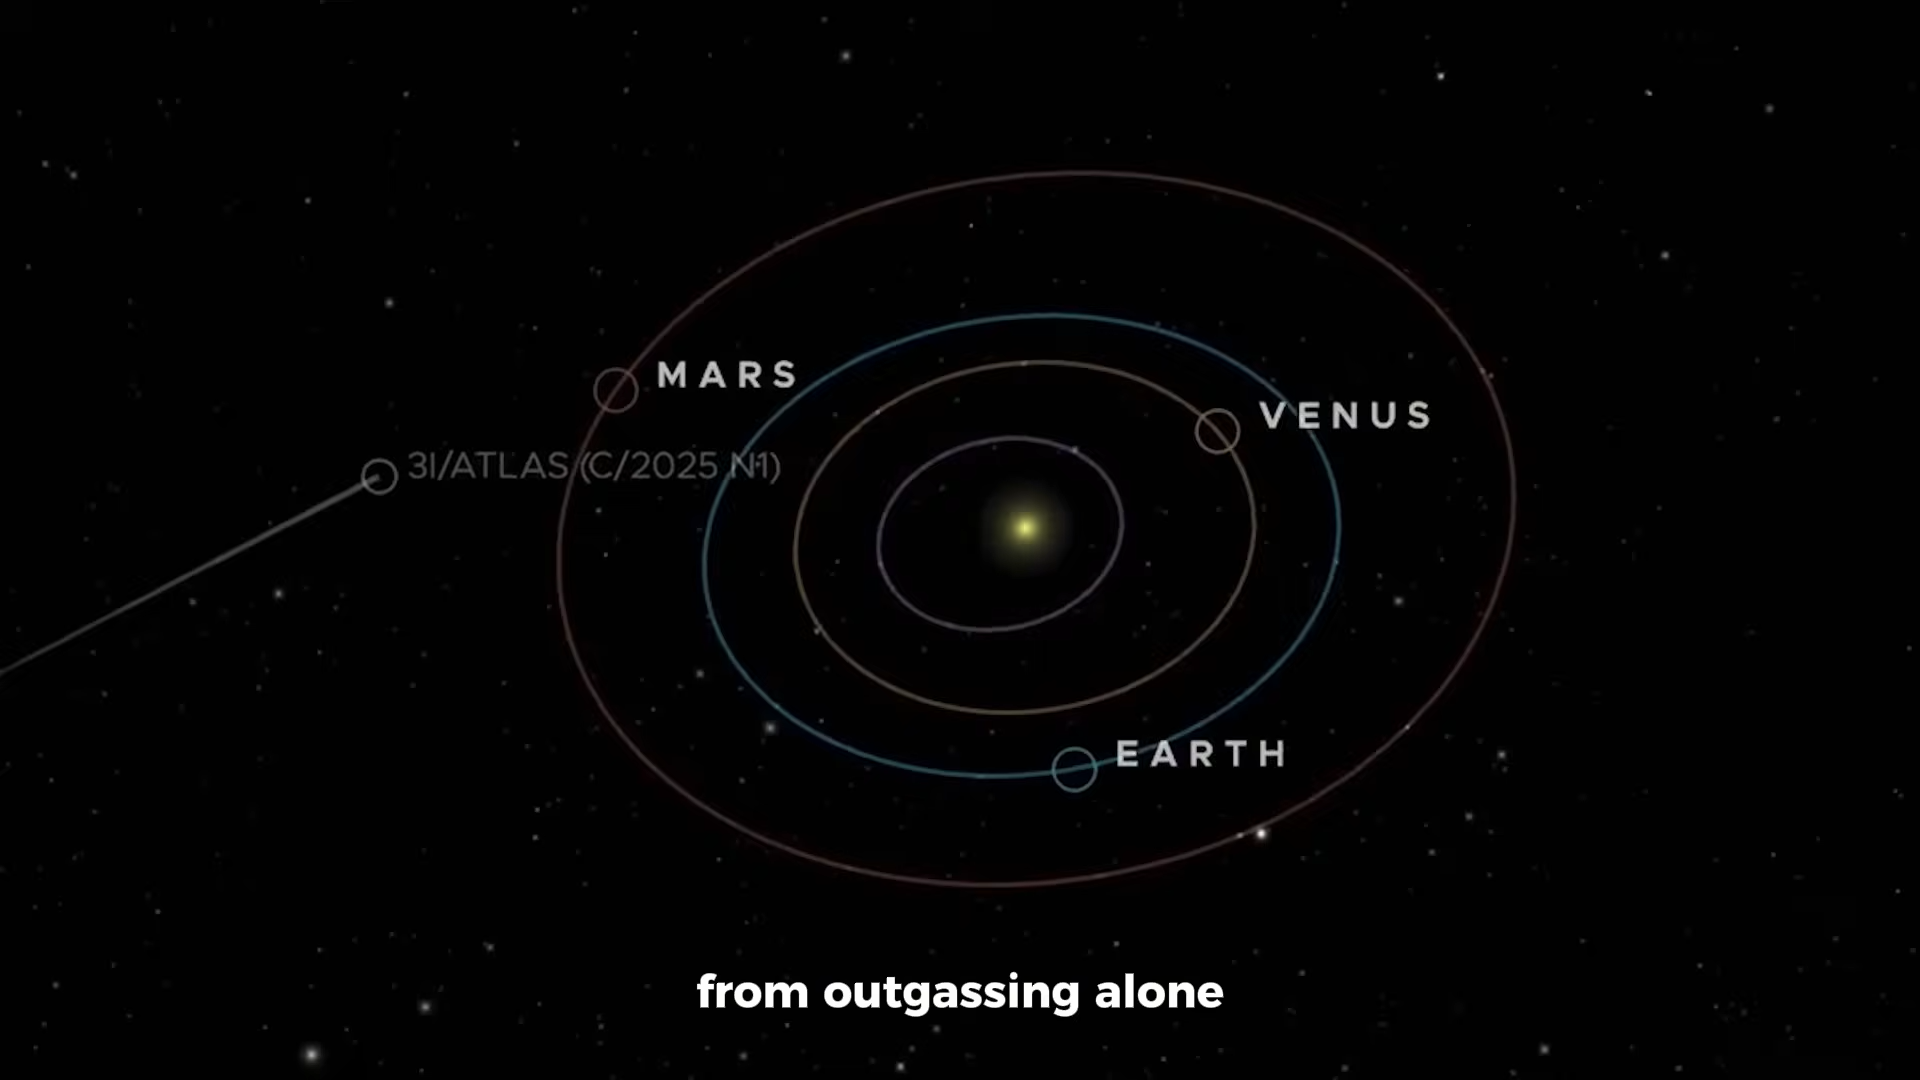 MARS
VENUS
3I/ATLAS (C/2025 N1)
EARTH
from outgassing alone